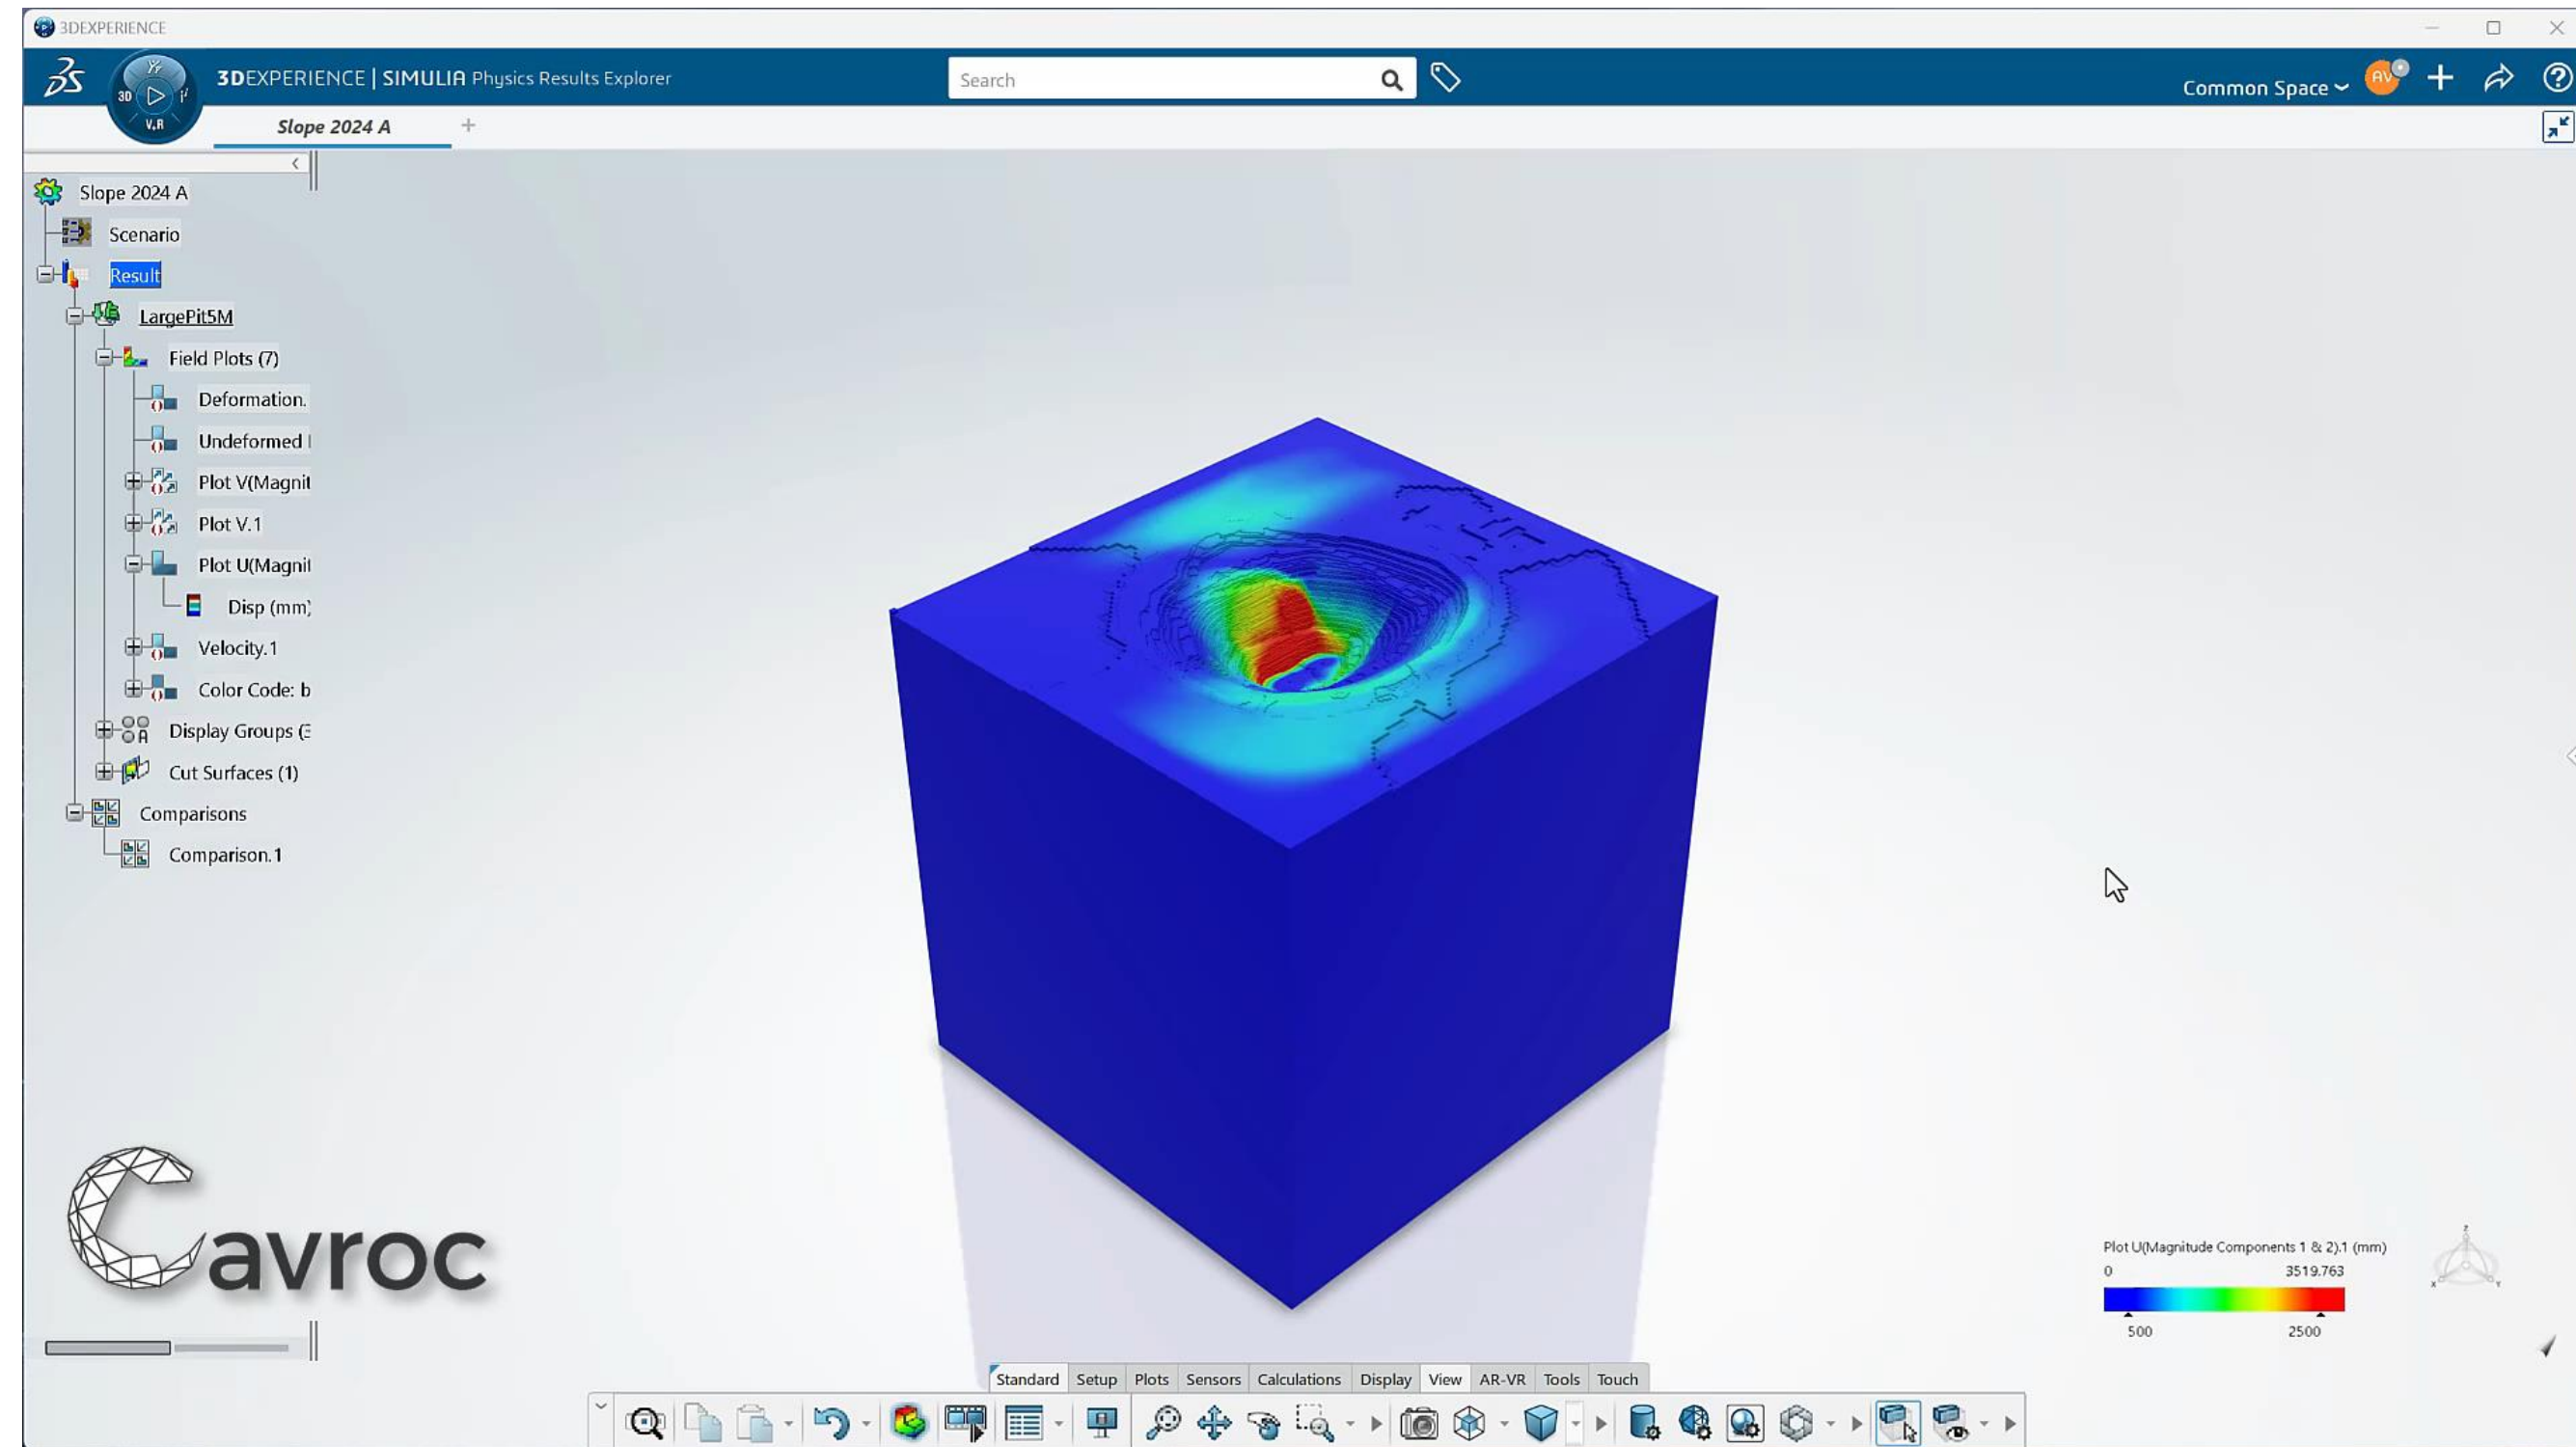 3DEXPERIENCE
3DEXPERIENCE | SIMULIA Physics Results Explorer
Search
Common Space
AV
3D
V.R
Slope 2024 A
+
Slope 2024 A
Scenario
Result
LargePit5M
Field Plots (7)
Deformation.
Undeformed
Plot V(Magnit
Plot V.1
Plot U(Magnit
Disp (mm)
Velocity.1
Color Code: b
Display Groups (3
Cut Surfaces (1)
Comparisons
Comparison.1
Cavroc
Plot U(Magnitude Components 1 & 2).1 (mm)
0 3519.763
500 2500
Z
X Y
Standard Setup Plots Sensors Calculations Display View AR-VR Tools Touch